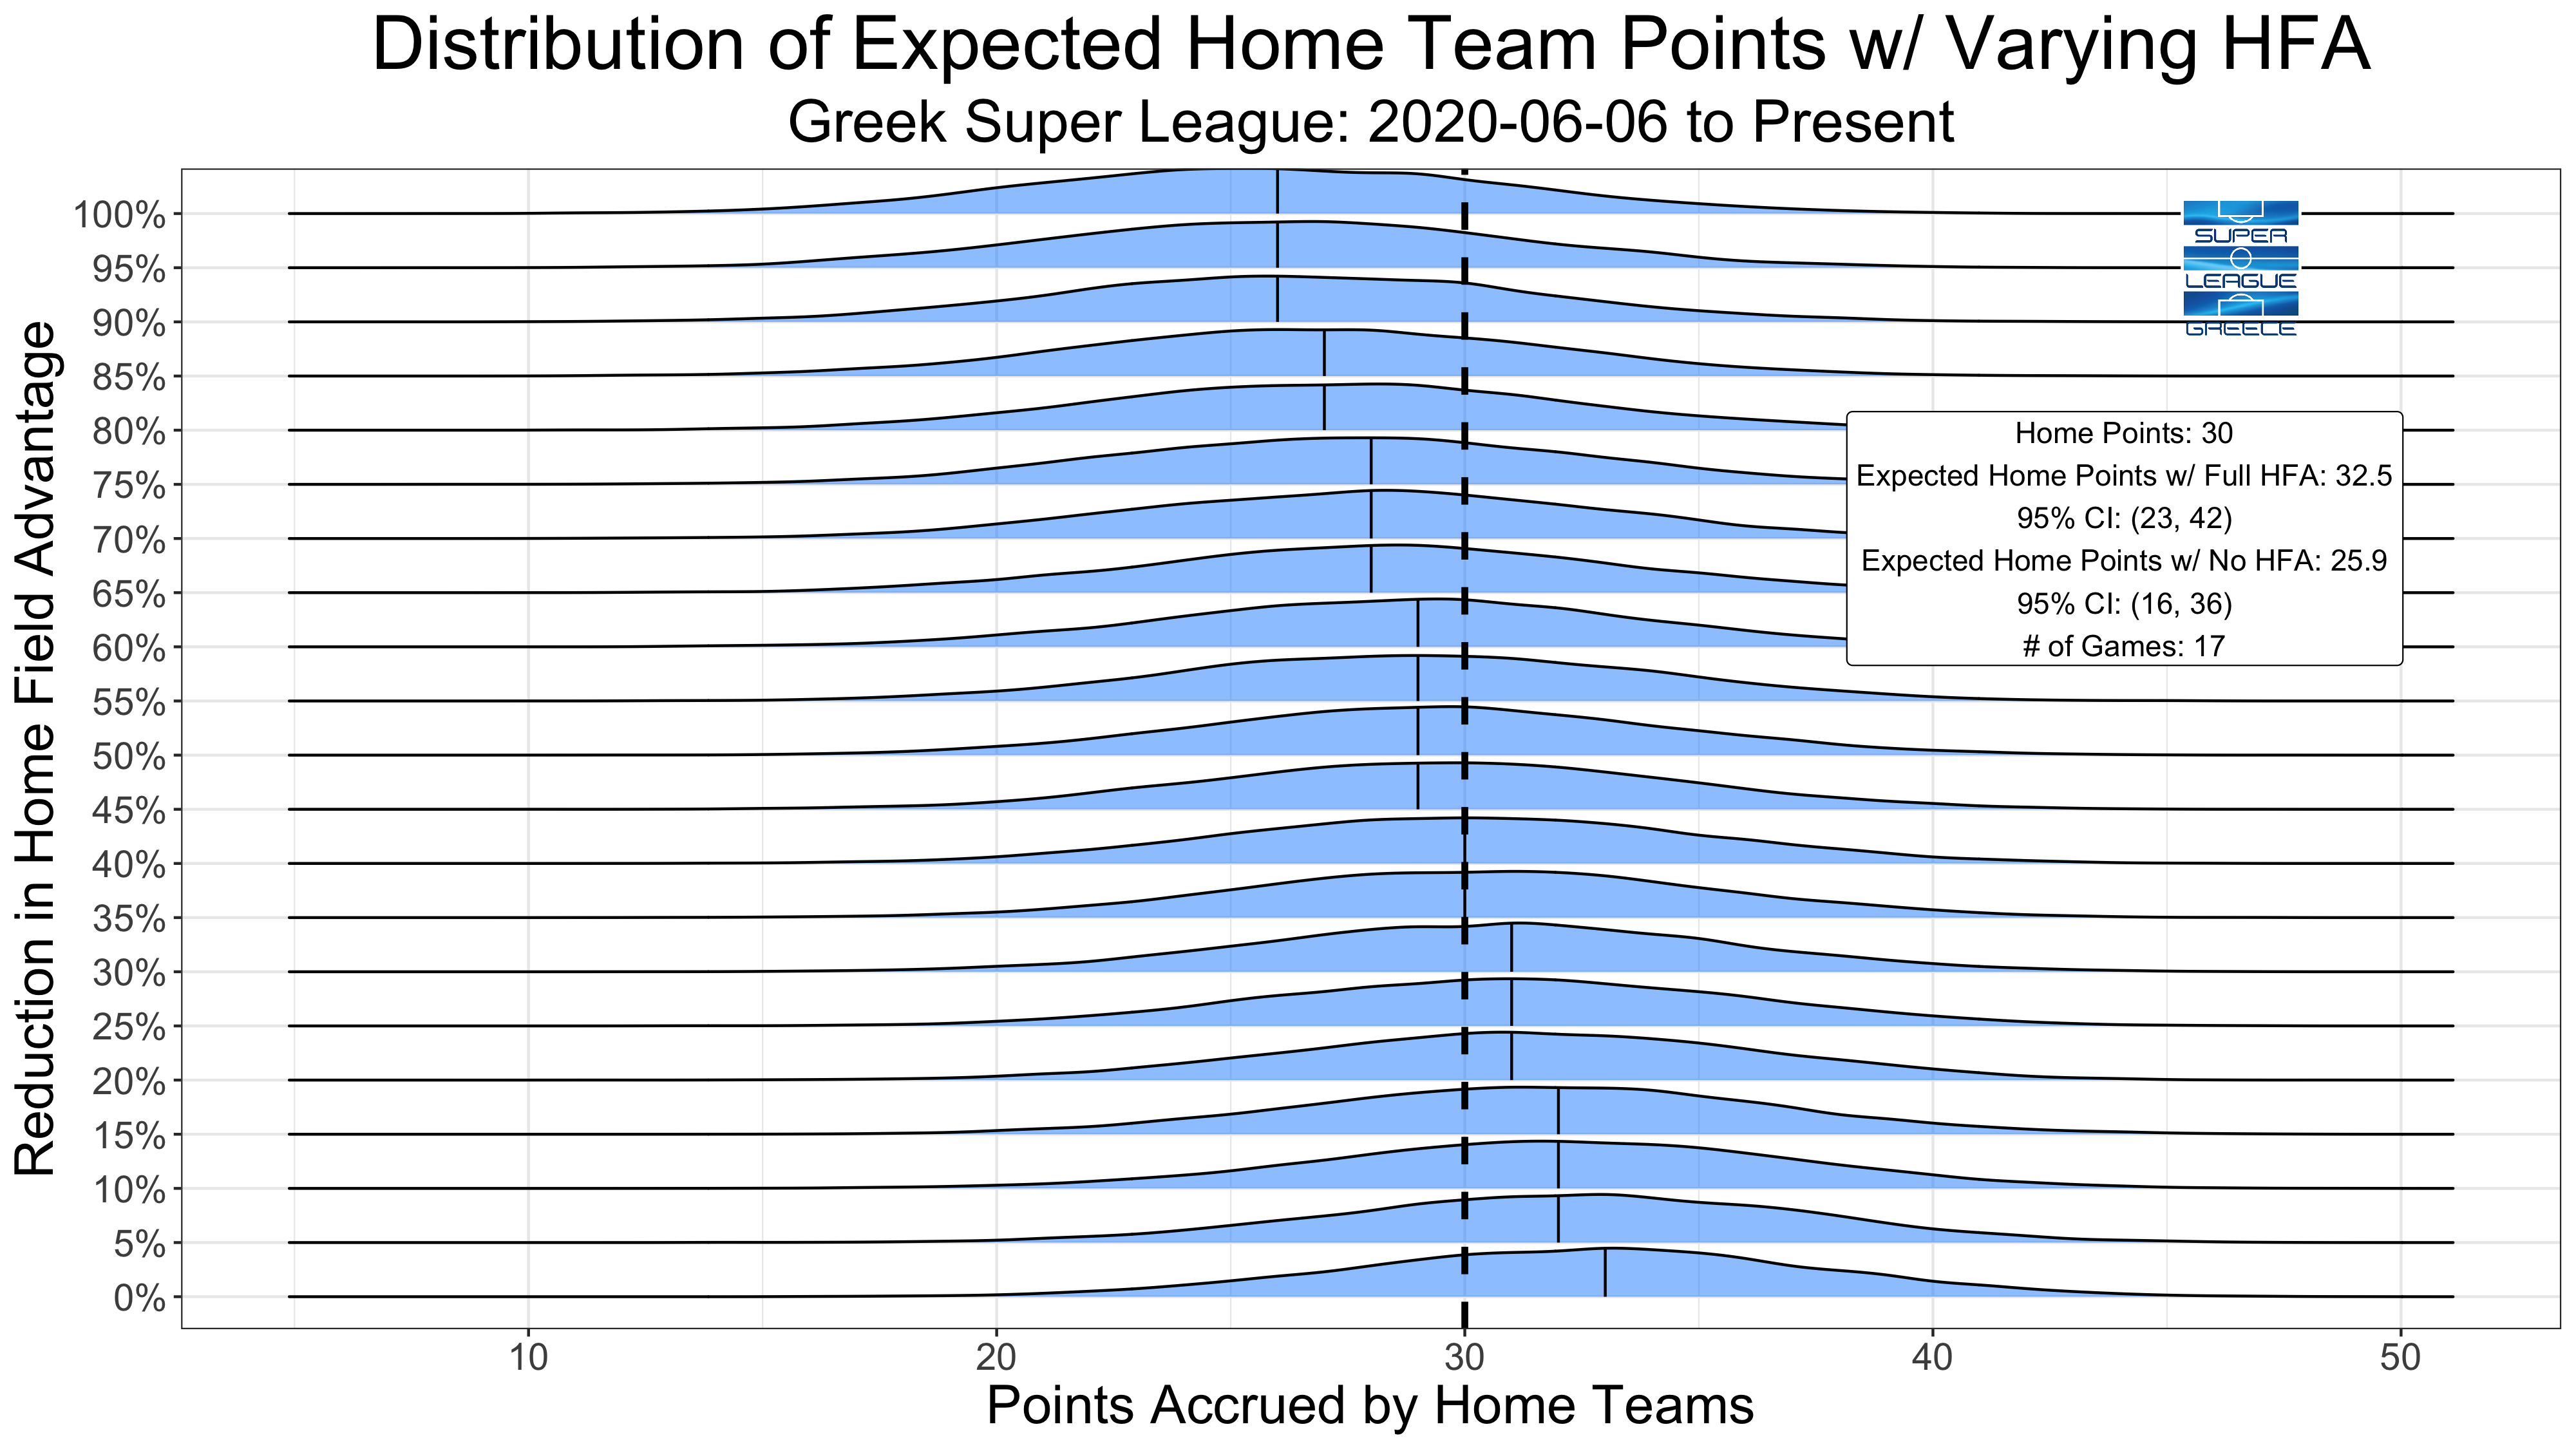 Distribution of Expected Home Team Points w/ Varying HFA
Greek Super League: 2020-06-06 to Present
Reduction in Home Field Advantage
100%
95%
90%
85%
80%
75%
70%
65%
60%
55%
50%
45%
40%
35%
30%
25%
20%
15%
10%
5%
0%
SUPER
LEAGUE
GREECE
Home Points: 30
Expected Home Points w/ Full HFA: 32.5
95% CI: (23, 42)
Expected Home Points w/ No HFA: 25.9
95% CI: (16, 36)
# of Games: 17
10 20 30 40 50
Points Accrued by Home Teams